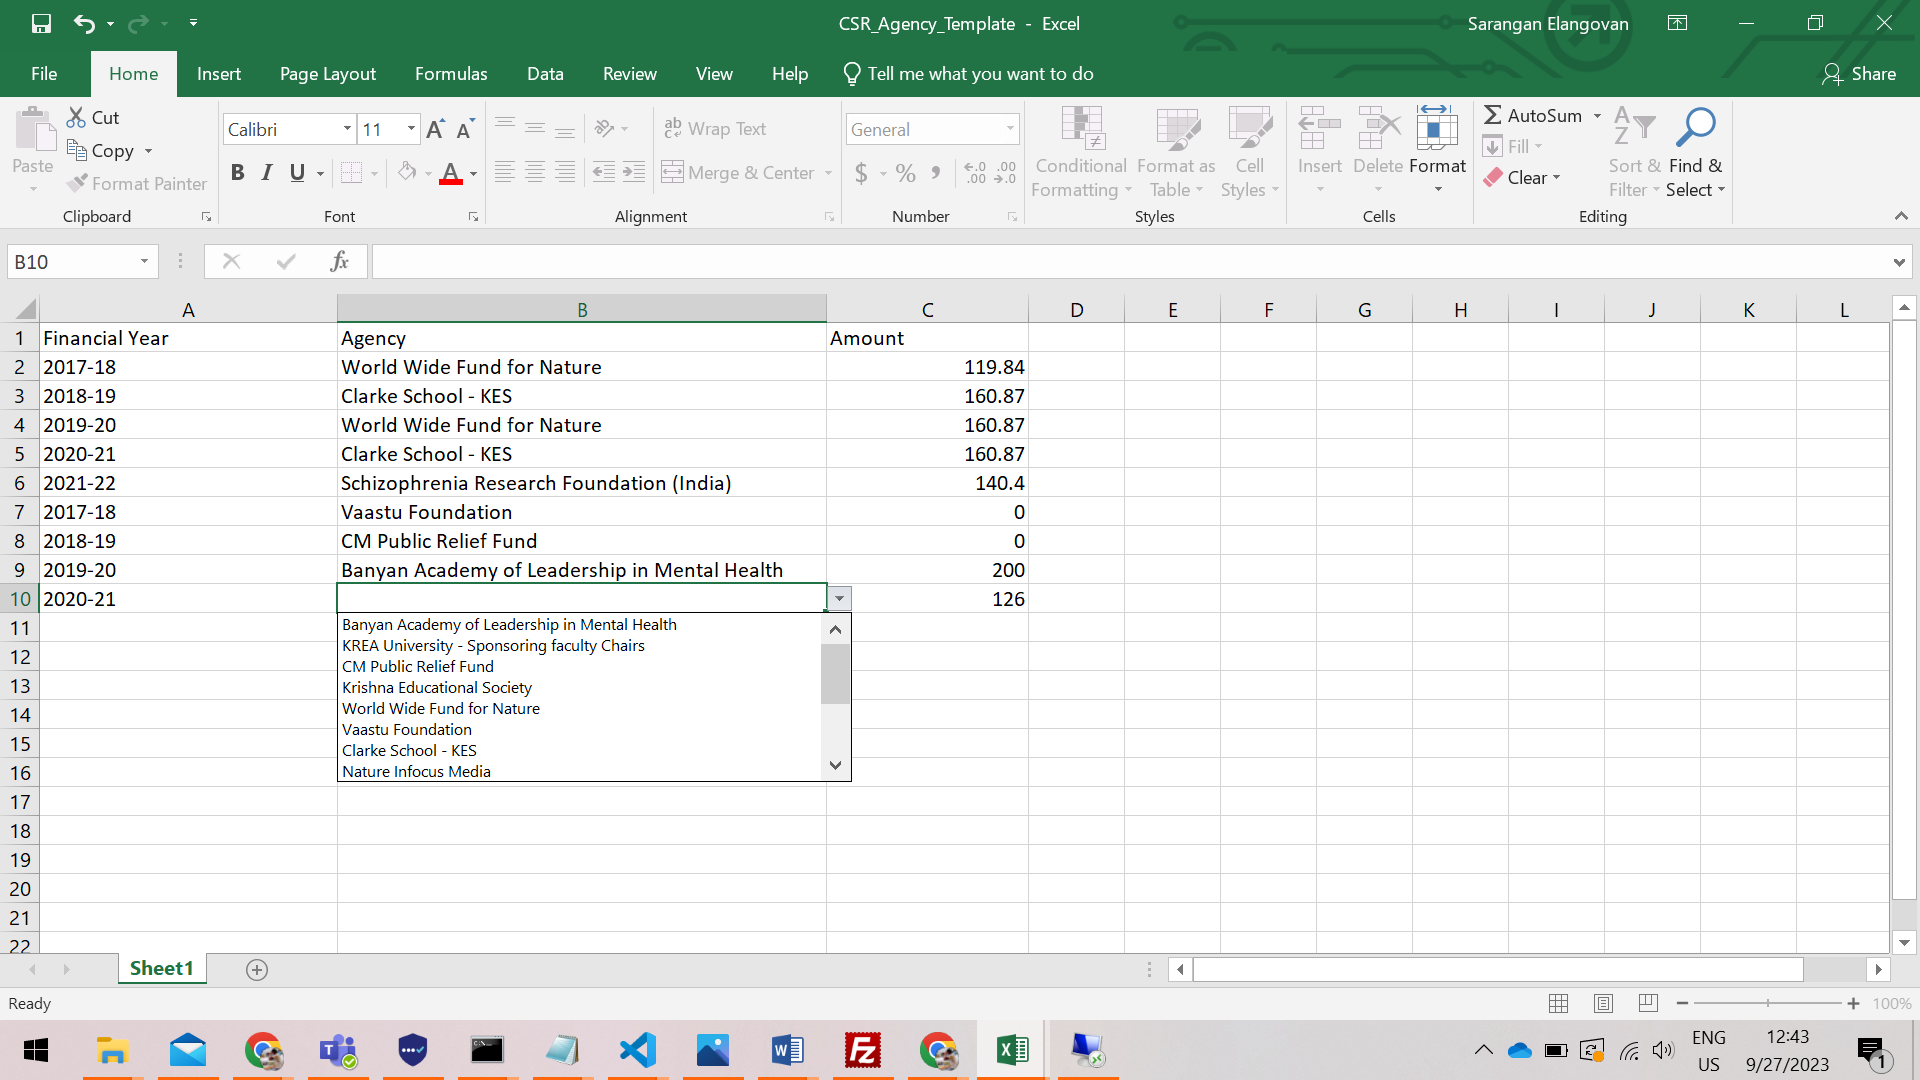 CSR_Agency_Template - Excel
Sarangan Elangovan
File Home Insert Page Layout Formulas Data Review View Help Tell me what you want to do Share
Paste Cut Copy Format Painter
Clipboard
Calibri 11 A A
B I U A
Font
ab Wrap Text
Merge & Center
Alignment
General
$ % , .0 .00 .00 .0
Number
Conditional Formatting Format as Table Cell Styles
Styles
Insert Delete Format
Cells
AutoSum Fill Clear Sort & Filter Find & Select
Editing
B10 fx
A B C D E F G H I J K L
1 Financial Year Agency Amount
2 2017-18 World Wide Fund for Nature 119.84
3 2018-19 Clarke School - KES 160.87
4 2019-20 World Wide Fund for Nature 160.87
5 2020-21 Clarke School - KES 160.87
6 2021-22 Schizophrenia Research Foundation (India) 140.4
7 2017-18 Vaastu Foundation 0
8 2018-19 CM Public Relief Fund 0
9 2019-20 Banyan Academy of Leadership in Mental Health 200
10 2020-21 126
Banyan Academy of Leadership in Mental Health
KREA University - Sponsoring faculty Chairs
CM Public Relief Fund
Krishna Educational Society
World Wide Fund for Nature
Vaastu Foundation
Clarke School - KES
Nature Infocus Media
11
12
13
14
15
16
17
18
19
20
21
22
Sheet1
Ready 100%
ENG 12:43
US 9/27/2023 1